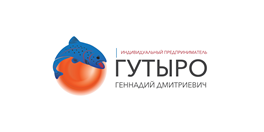 ИНДИВИДУАЛЬНЫЙ ПРЕДПРИНИМАТЕЛЬ
ГУТЫРО
ГЕННАДИЙ ДМИТРИЕВИЧ